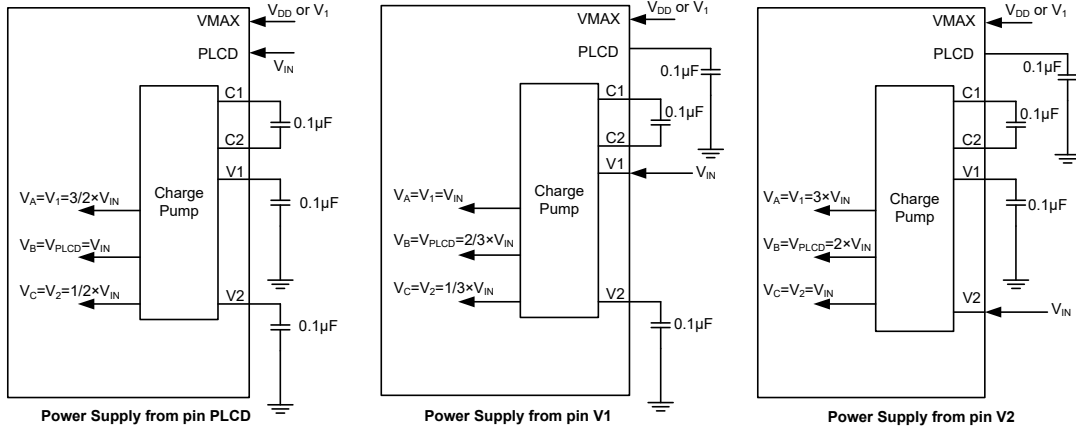 VMAX
V_DD or V_1
PLCD
V_IN
C1
0.1μF
C2
V1
Charge
Pump
0.1μF
V_A=V_1=3/2×V_IN
V_B=V_PLCD=V_IN
V_C=V_2=1/2×V_IN
V2
0.1μF
Power Supply from pin PLCD
VMAX
V_DD or V_1
PLCD
0.1μF
C1
0.1μF
C2
V1
V_IN
Charge
Pump
V_A=V_1=V_IN
V_B=V_PLCD=2/3×V_IN
V_C=V_2=1/3×V_IN
V2
0.1μF
Power Supply from pin V1
VMAX
V_DD or V_1
PLCD
0.1μF
C1
0.1μF
C2
V1
Charge
Pump
0.1μF
V_A=V_1=3×V_IN
V_B=V_PLCD=2×V_IN
V_C=V_2=V_IN
V2
V_IN
Power Supply from pin V2